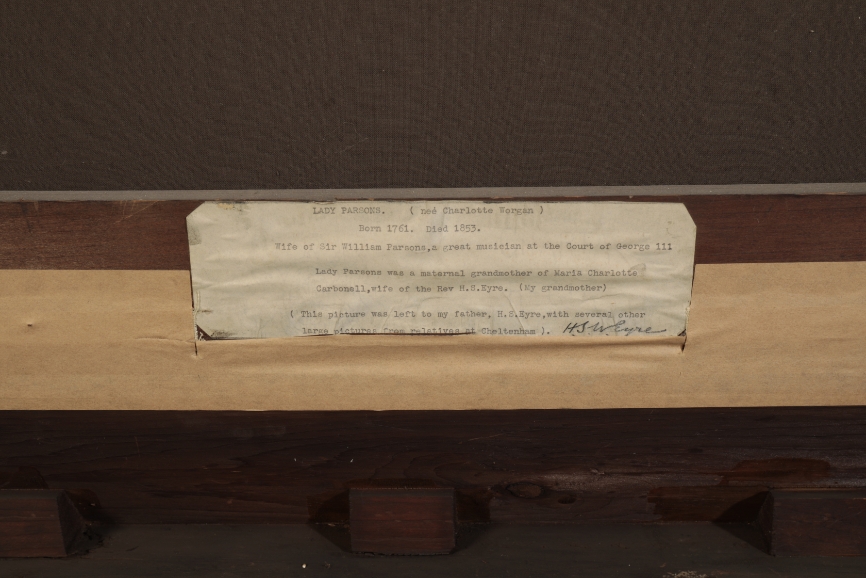 LADY PARSONS. ( neé Charlotte Worgan )
Born 1761. Died 1853.
Wife of Sir William Parsons,a great musician at the Court of George 111
Lady Parsons was a maternal grandmother of Maria Charlotte
Carbonell,wife of the Rev H.S.Eyre. (My grandmother)
( This picture was left to my father, H.S.Eyre,with several other
large pictures from relatives at Cheltenham ). H.S.W.Eyre